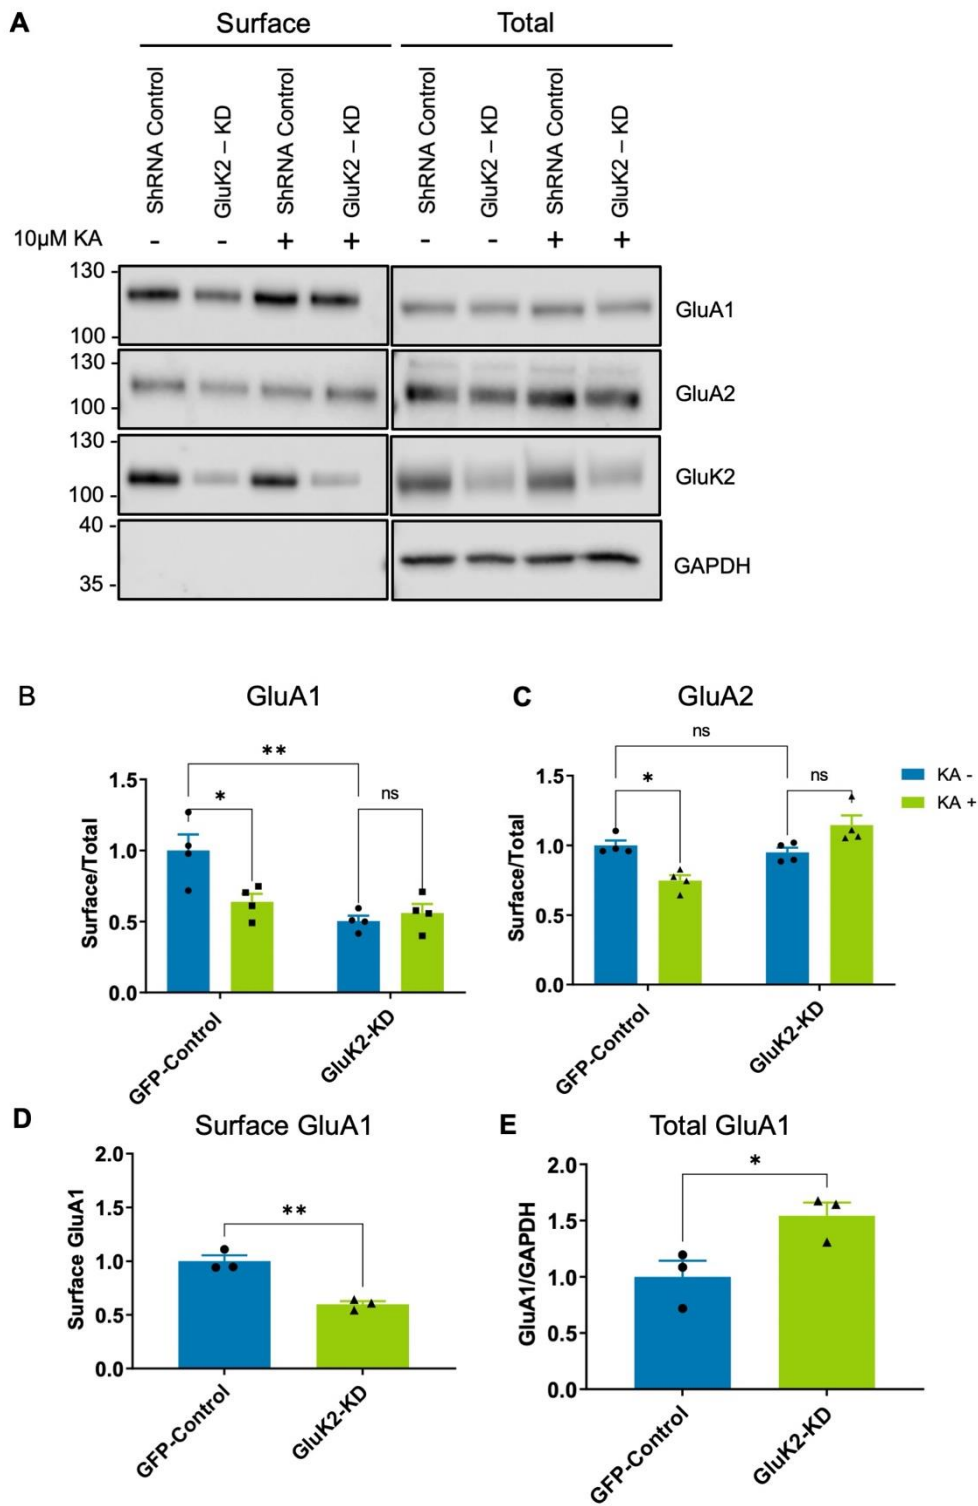 A
Surface
Total
ShRNA Control
GluK2 – KD
ShRNA Control
GluK2 – KD
ShRNA Control
GluK2 – KD
ShRNA Control
GluK2 – KD
10µM KA - - + + - - + +
130 -
100 -
GluA1
130 -
100 -
GluA2
130 -
100 -
GluK2
40 -
35 -
GAPDH
B
GluA1
**
*
ns
1.5
1.0
0.5
0.0
Surface/Total
GFP-Control
GluK2-KD
C
GluA2
ns
*
ns
1.5
1.0
0.5
0.0
Surface/Total
GFP-Control
GluK2-KD
KA -
KA +
D
Surface GluA1
**
2.0
1.5
1.0
0.5
0.0
Surface GluA1
GFP-Control
GluK2-KD
E
Total GluA1
*
2.0
1.5
1.0
0.5
0.0
GluA1/GAPDH
GFP-Control
GluK2-KD